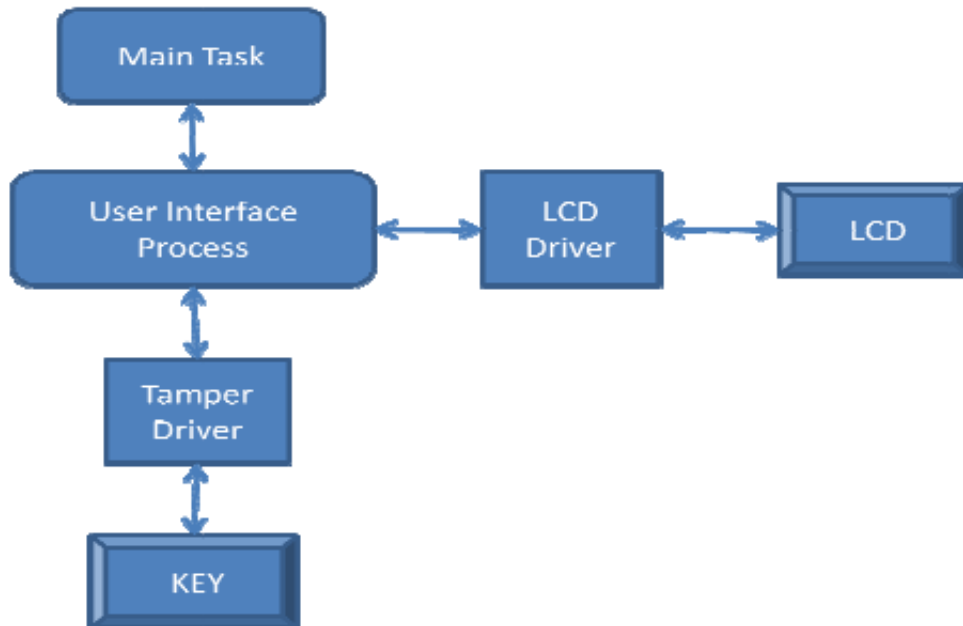 Main Task
User Interface
Process
LCD
Driver
LCD
Tamper
Driver
KEY